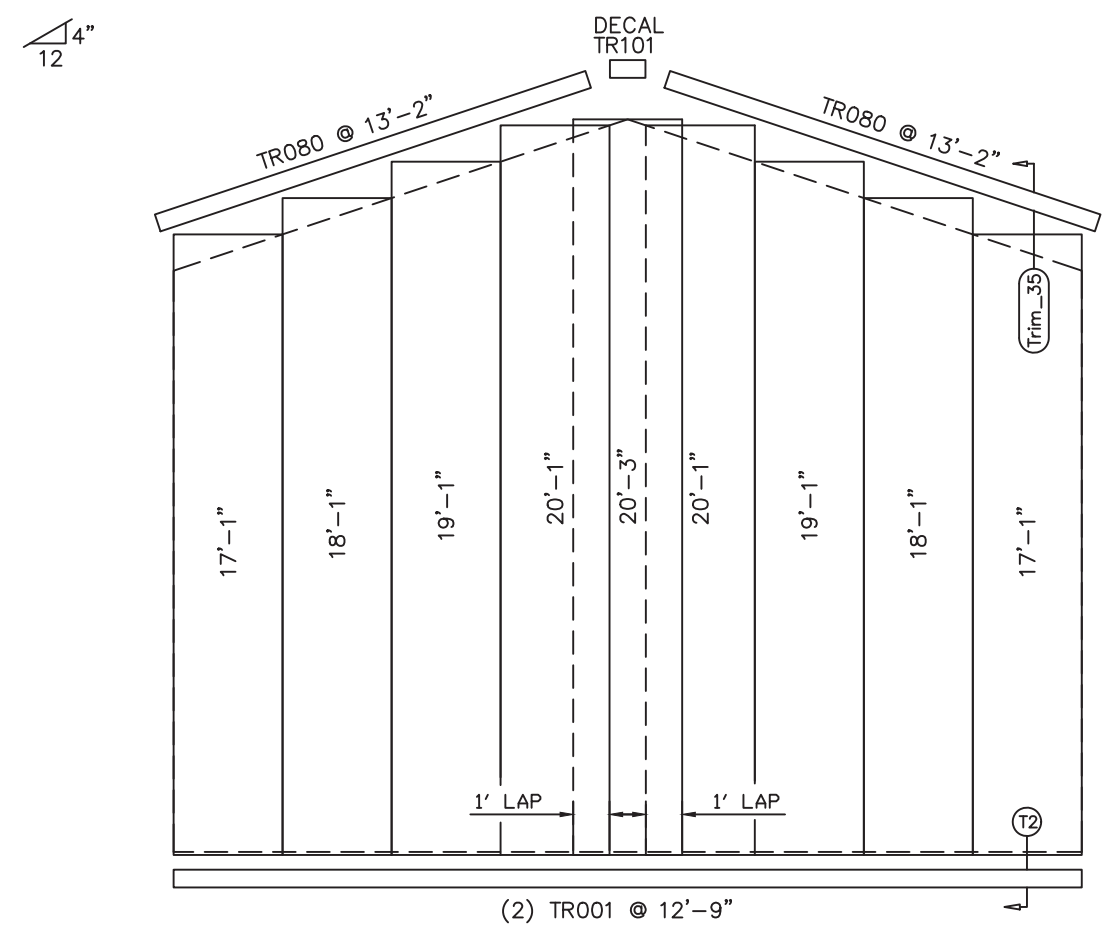 4"
12
DECAL
TR101
TR080 @ 13'-2"
TR080 @ 13'-2"
Trim_35
17'-1"
18'-1"
19'-1"
20'-1"
20'-3"
20'-1"
19'-1"
18'-1"
17'-1"
1' LAP
1' LAP
T2
(2) TR001 @ 12'-9"